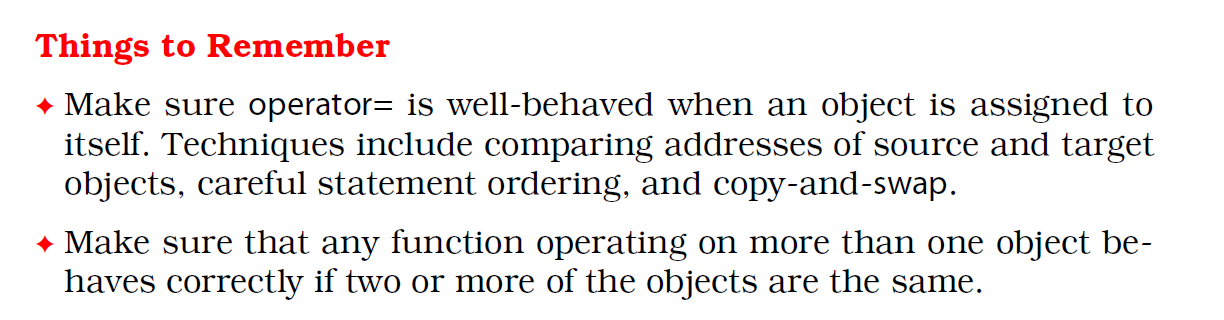 Things to Remember
✦ Make sure operator= is well-behaved when an object is assigned to
itself. Techniques include comparing addresses of source and target
objects, careful statement ordering, and copy-and-swap.
✦ Make sure that any function operating on more than one object be-
haves correctly if two or more of the objects are the same.